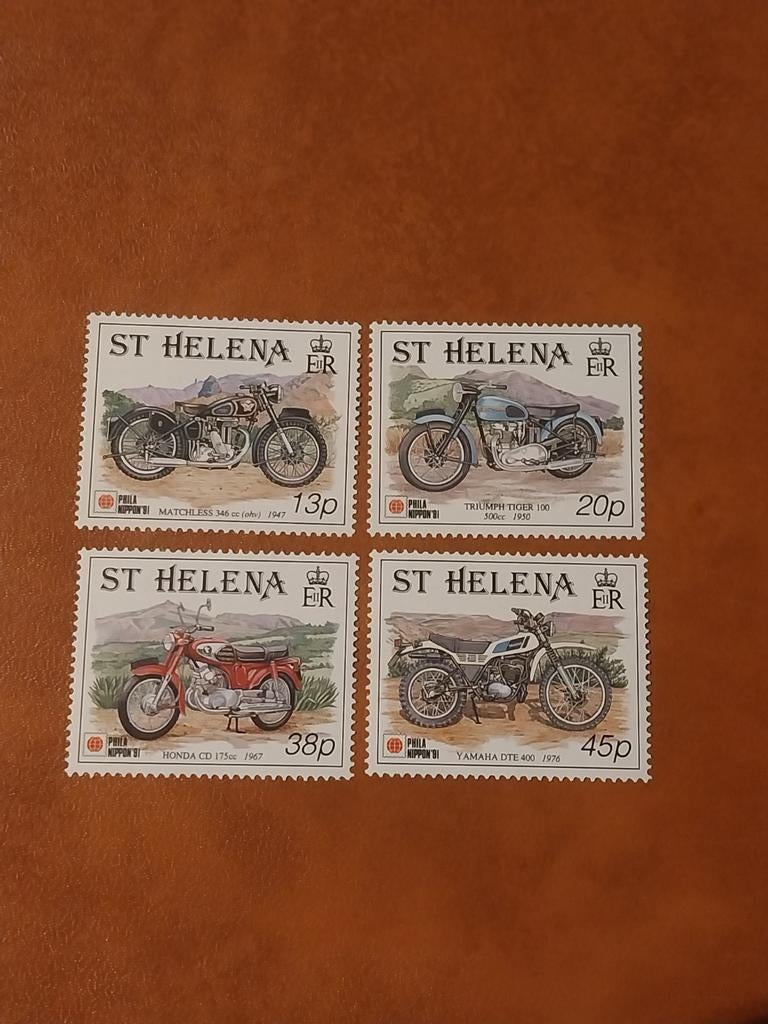 ST HELENA
EIIR
PHILA
NIPPON'91
MATCHLESS 346 cc (ohv) 1947
13p
ST HELENA
EIIR
PHILA
NIPPON'91
TRIUMPH TIGER 100
500cc 1950
20p
ST HELENA
EIIR
PHILA
NIPPON'91
HONDA CD 175cc 1967
38p
ST HELENA
EIIR
PHILA
NIPPON'91
YAMAHA DTE 400 1976
45p